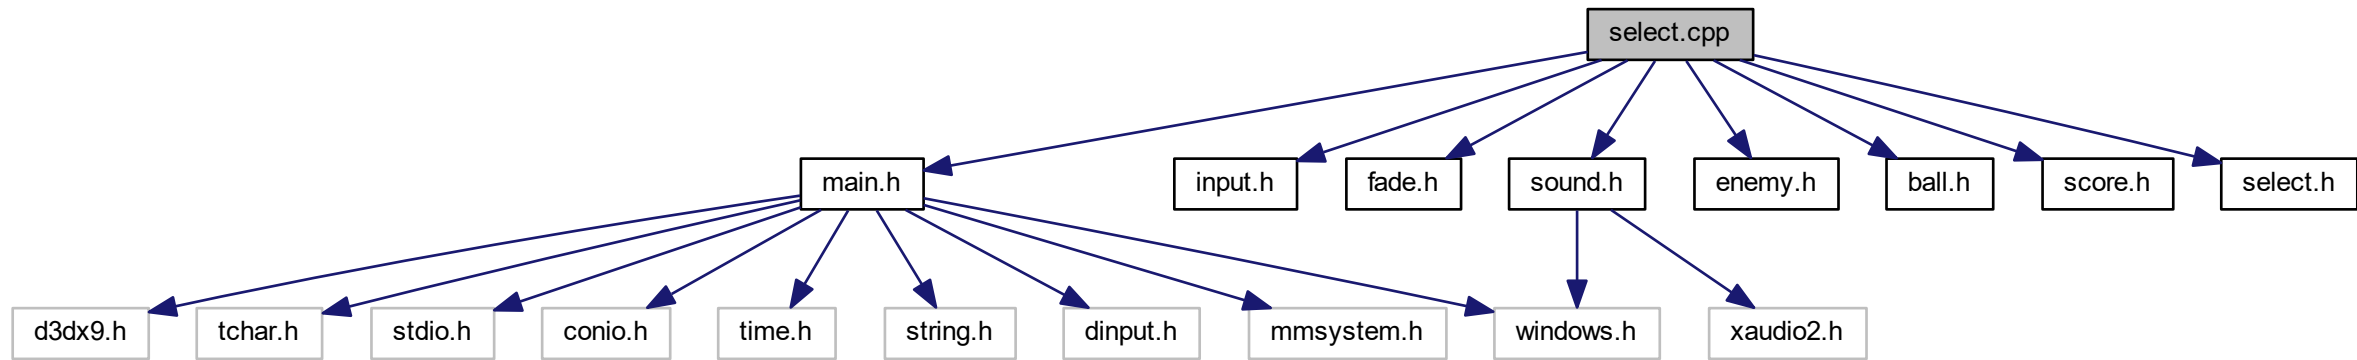 select.cpp
main.h
input.h
fade.h
sound.h
enemy.h
ball.h
score.h
select.h
d3dx9.h
tchar.h
stdio.h
conio.h
time.h
string.h
dinput.h
mmsystem.h
windows.h
xaudio2.h